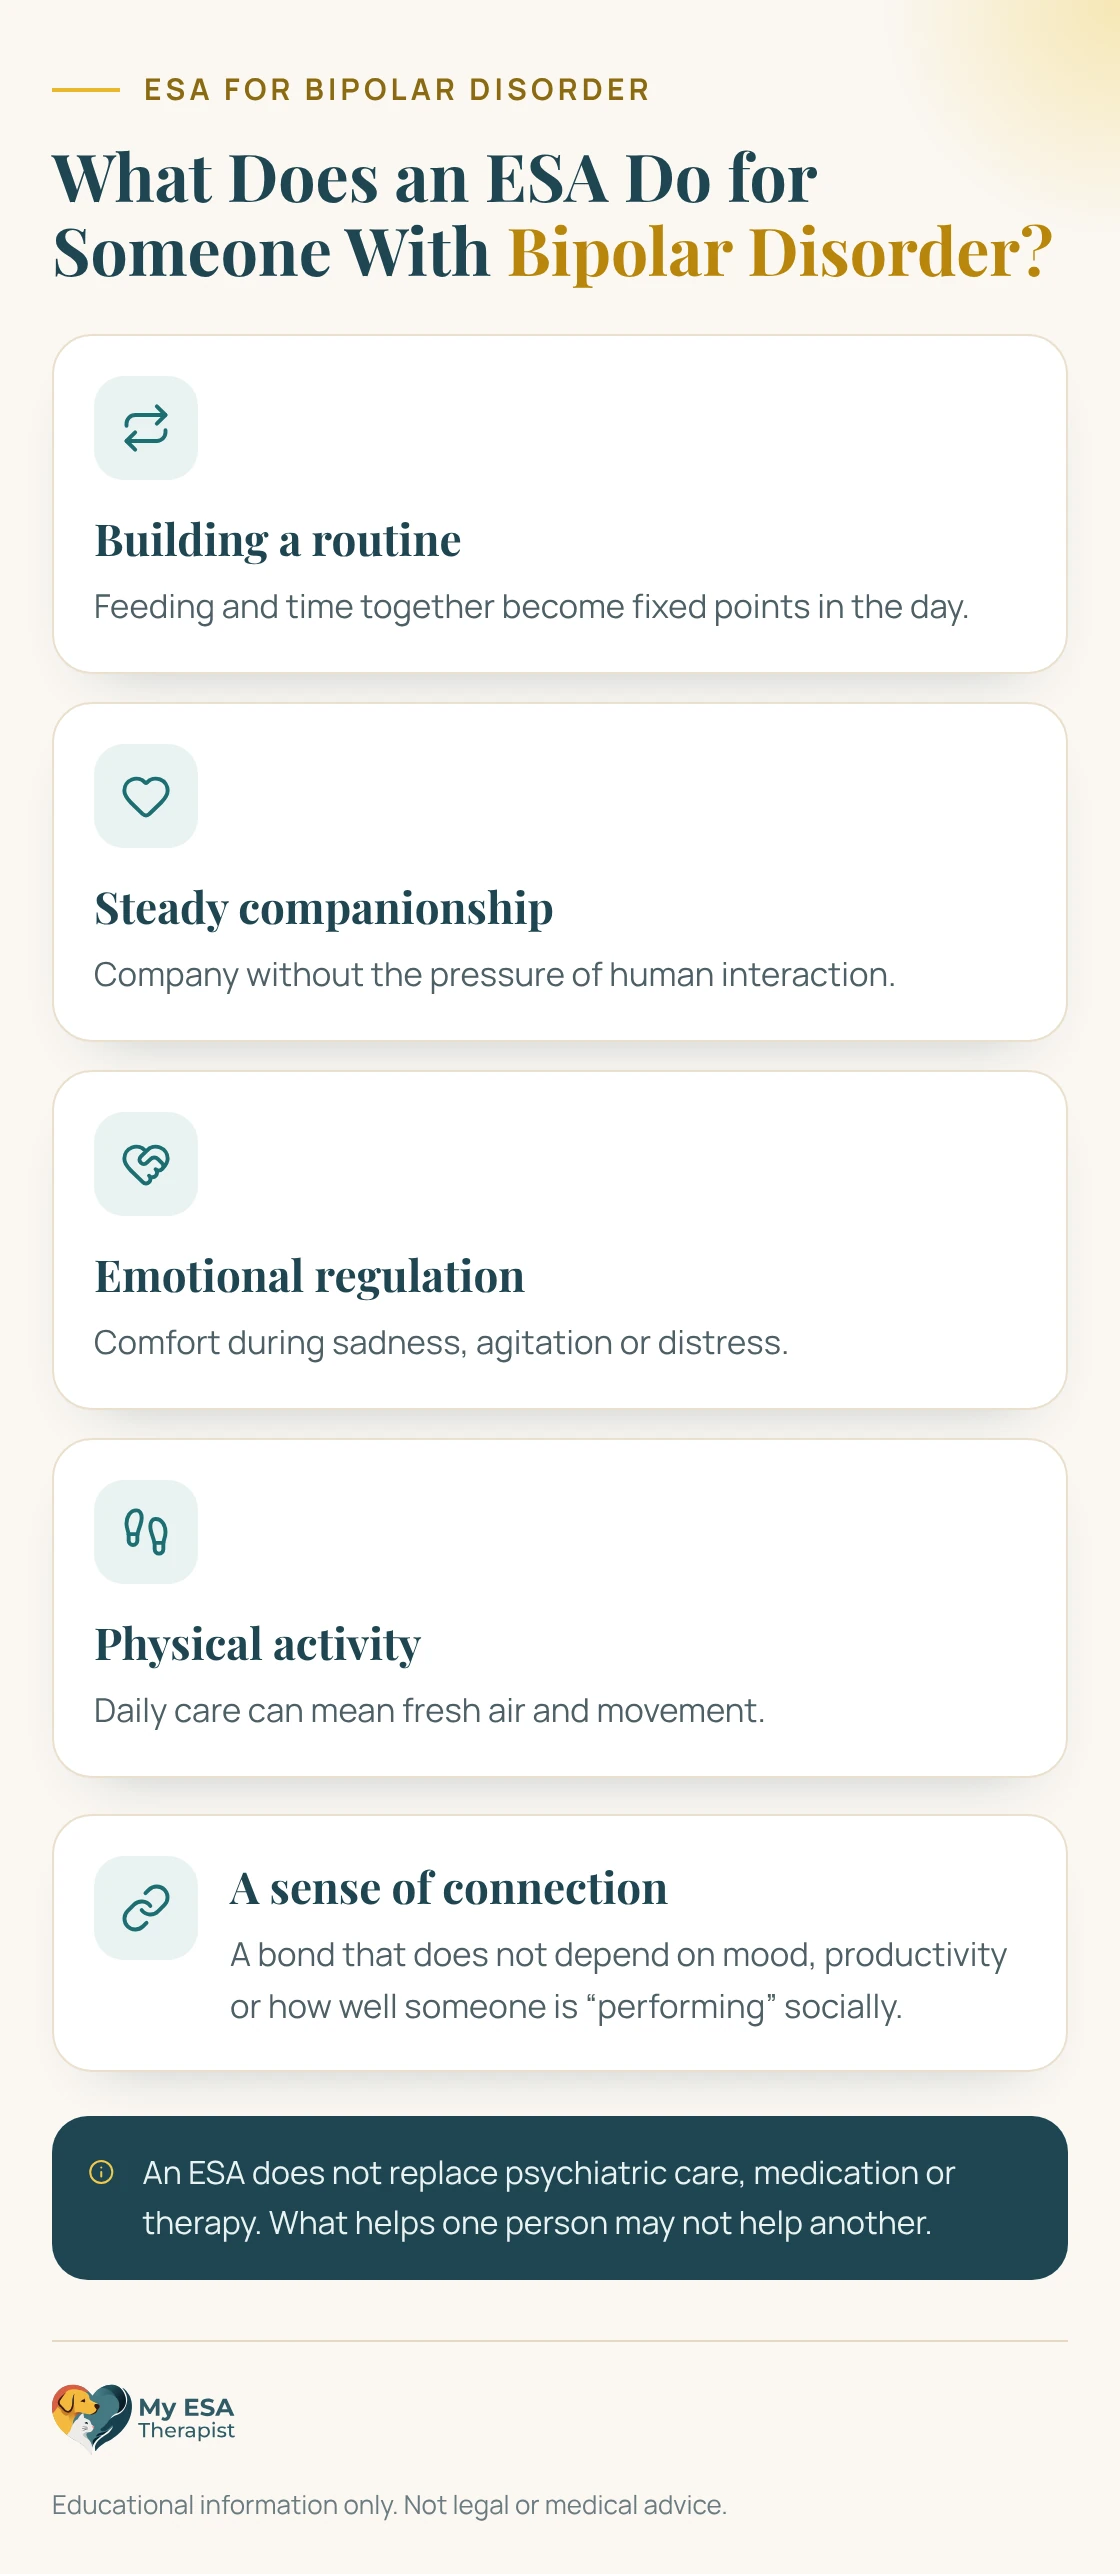 ESA FOR BIPOLAR DISORDER
What Does an ESA Do for
Someone With Bipolar Disorder?
Building a routine
Feeding and time together become fixed points in the day.
Steady companionship
Company without the pressure of human interaction.
Emotional regulation
Comfort during sadness, agitation or distress.
Physical activity
Daily care can mean fresh air and movement.
A sense of connection
A bond that does not depend on mood, productivity
or how well someone is “performing” socially.
An ESA does not replace psychiatric care, medication or
therapy. What helps one person may not help another.
My ESA
Therapist
Educational information only. Not legal or medical advice.